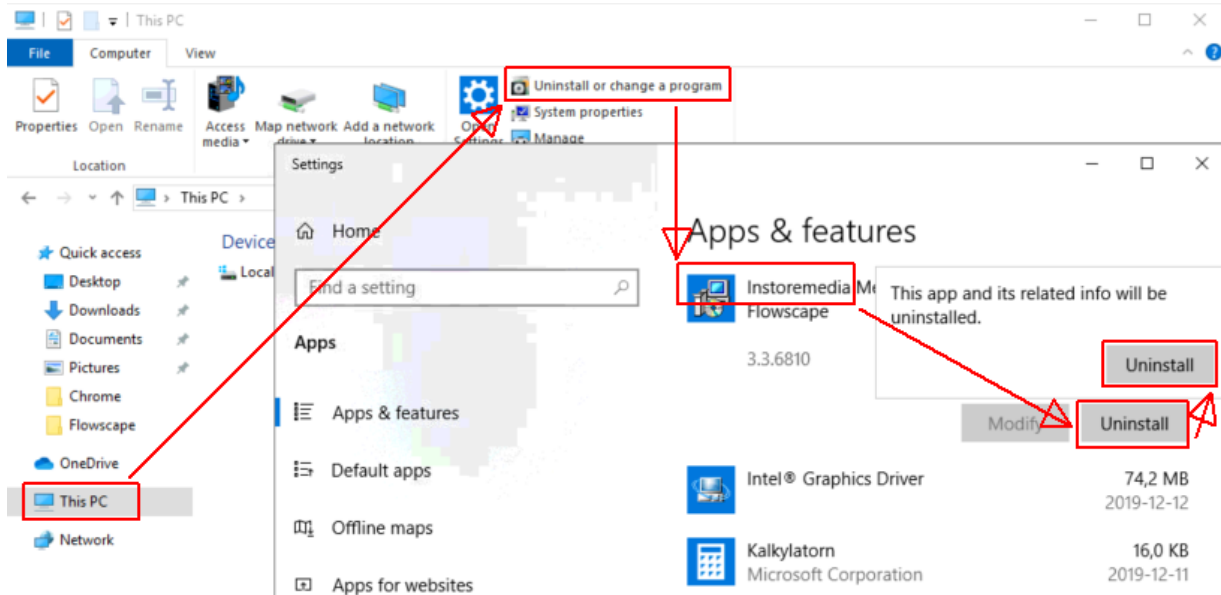 This PC
File Computer View
Uninstall or change a program
System properties
Manage
Properties Open Rename
Access media
Map network drive
Add a network location
Open Settings
Location
This PC
Quick access
Desktop
Downloads
Documents
Pictures
Chrome
Flowscape
OneDrive
This PC
Network
Device
Local
Settings
Home
Find a setting
Apps
Apps & features
Default apps
Offline maps
Apps for websites
Apps & features
Instoremedia Me
Flowscape
3.3.6810
This app and its related info will be
uninstalled.
Uninstall
Modify Uninstall
Intel® Graphics Driver 74,2 MB
2019-12-12
Kalkylatorn 16,0 KB
Microsoft Corporation 2019-12-11